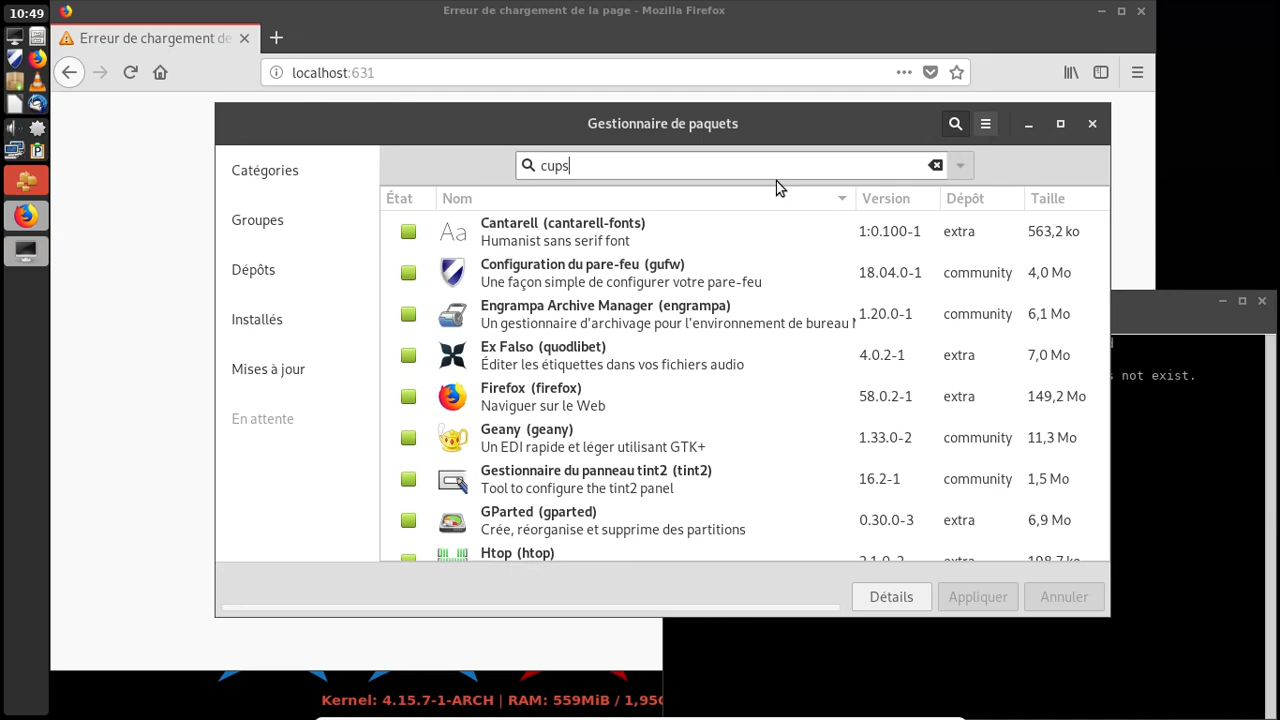 10:49
Erreur de chargement de la page - Mozilla Firefox
Erreur de chargement de
localhost:631
Gestionnaire de paquets
Catégories
Groupes
Dépôts
Installés
Mises à jour
En attente
cups
État Nom Version Dépôt Taille
Cantarell (cantarell-fonts)
Humanist sans serif font
1:0.100-1 extra 563,2 ko
Configuration du pare-feu (gufw)
Une façon simple de configurer votre pare-feu
18.04.0-1 community 4,0 Mo
Engrampa Archive Manager (engrampa)
Un gestionnaire d'archivage pour l'environnement de bureau
1.20.0-1 community 6,1 Mo
Ex Falso (quodlibet)
Éditer les étiquettes dans vos fichiers audio
4.0.2-1 extra 7,0 Mo
Firefox (firefox)
Naviguer sur le Web
58.0.2-1 extra 149,2 Mo
Geany (geany)
Un EDI rapide et léger utilisant GTK+
1.33.0-2 community 11,3 Mo
Gestionnaire du panneau tint2 (tint2)
Tool to configure the tint2 panel
16.2-1 community 1,5 Mo
GParted (gparted)
Crée, réorganise et supprime des partitions
0.30.0-3 extra 6,9 Mo
Htop (htop)
Détails Appliquer Annuler
not exist.
Kernel: 4.15.7-1-ARCH | RAM: 559MiB / 1,95